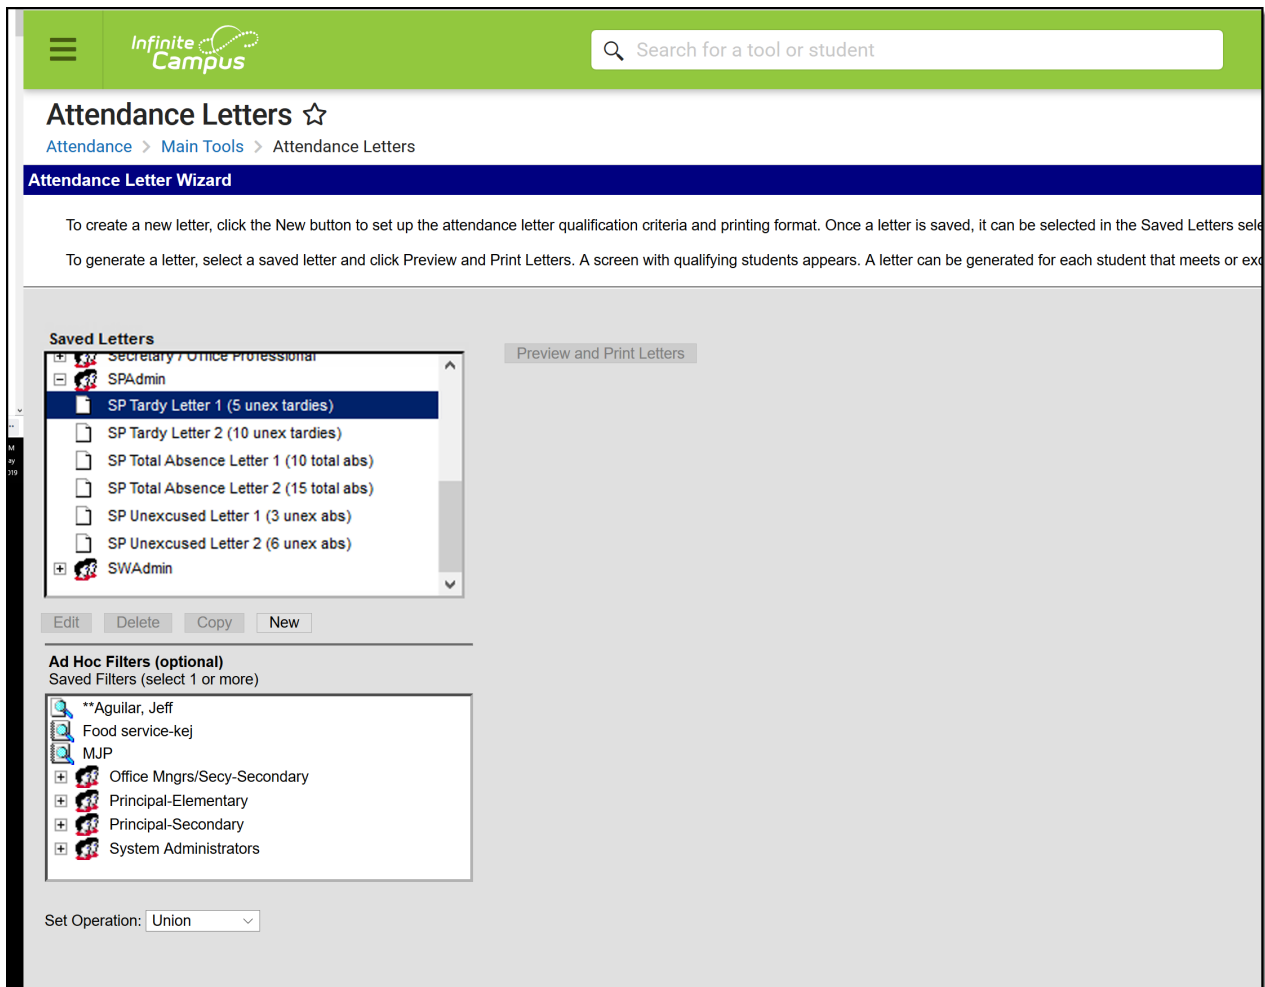 Infinite
Campus
Search for a tool or student
Attendance Letters
Attendance > Main Tools > Attendance Letters
Attendance Letter Wizard
To create a new letter, click the New button to set up the attendance letter qualification criteria and printing format. Once a letter is saved, it can be selected in the Saved Letters sele
To generate a letter, select a saved letter and click Preview and Print Letters. A screen with qualifying students appears. A letter can be generated for each student that meets or exc
Saved Letters
Preview and Print Letters
Secretary / Office Professional
SPAdmin
SP Tardy Letter 1 (5 unex tardies)
SP Tardy Letter 2 (10 unex tardies)
SP Total Absence Letter 1 (10 total abs)
SP Total Absence Letter 2 (15 total abs)
SP Unexcused Letter 1 (3 unex abs)
SP Unexcused Letter 2 (6 unex abs)
SWAdmin
Edit Delete Copy New
Ad Hoc Filters (optional)
Saved Filters (select 1 or more)
**Aguilar, Jeff
Food service-kej
MJP
Office Mngrs/Secy-Secondary
Principal-Elementary
Principal-Secondary
System Administrators
Set Operation: Union